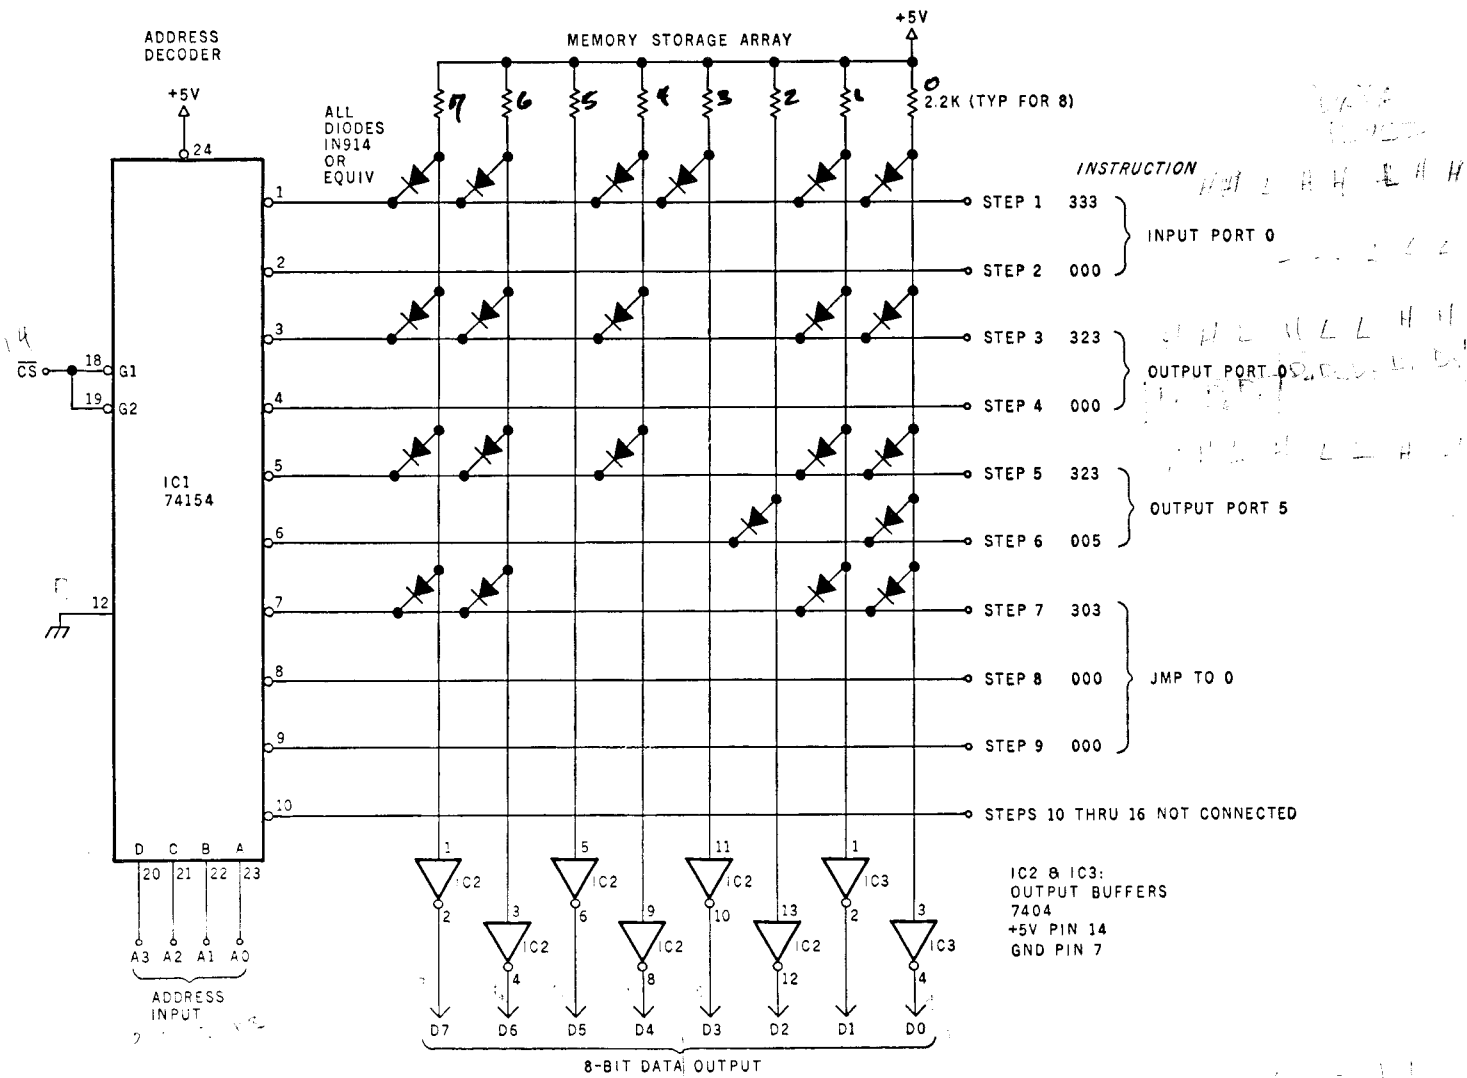 ADDRESS
DECODER
+5V
24
MEMORY STORAGE ARRAY
+5V
7
6
5
4
3
2
1
0
2.2K (TYP FOR 8)
ALL
DIODES
IN914
OR
EQUIV
INSTRUCTION
1
STEP 1 333
INPUT PORT 0
2
STEP 2 000
3
STEP 3 323
OUTPUT PORT 0
4
STEP 4 000
5
STEP 5 323
OUTPUT PORT 5
6
STEP 6 005
7
STEP 7 303
JMP TO 0
8
STEP 8 000
9
STEP 9 000
10
STEPS 10 THRU 16 NOT CONNECTED
CS
18 G1
19 G2
IC1
74154
12
D C B A
20 21 22 23
A3 A2 A1 A0
ADDRESS
INPUT
1 IC2 2
3 IC2 4
5 IC2 6
9 IC2 8
11 IC2 10
13 IC2 12
1 IC3 2
3 IC3 4
IC2 & IC3:
OUTPUT BUFFERS
7404
+5V PIN 14
GND PIN 7
D7 D6 D5 D4 D3 D2 D1 D0
8-BIT DATA OUTPUT